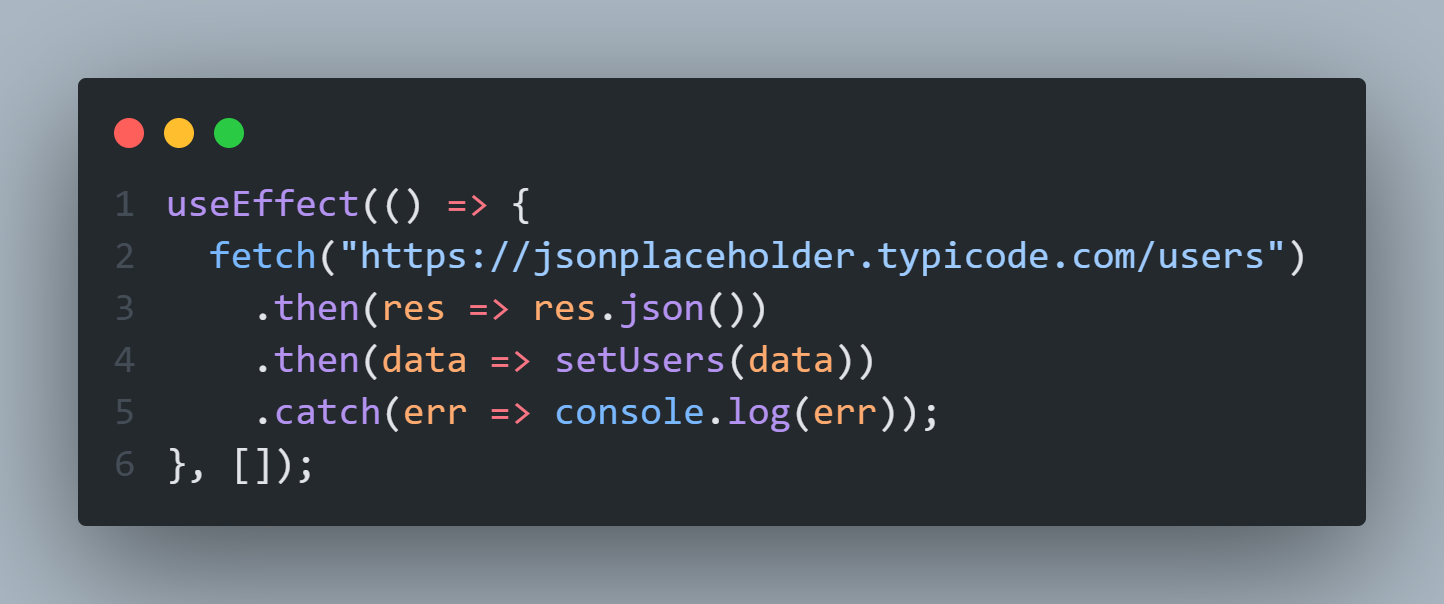 1 useEffect(() => {
2   fetch("https://jsonplaceholder.typicode.com/users")
3     .then(res => res.json())
4     .then(data => setUsers(data))
5     .catch(err => console.log(err));
6 }, []);